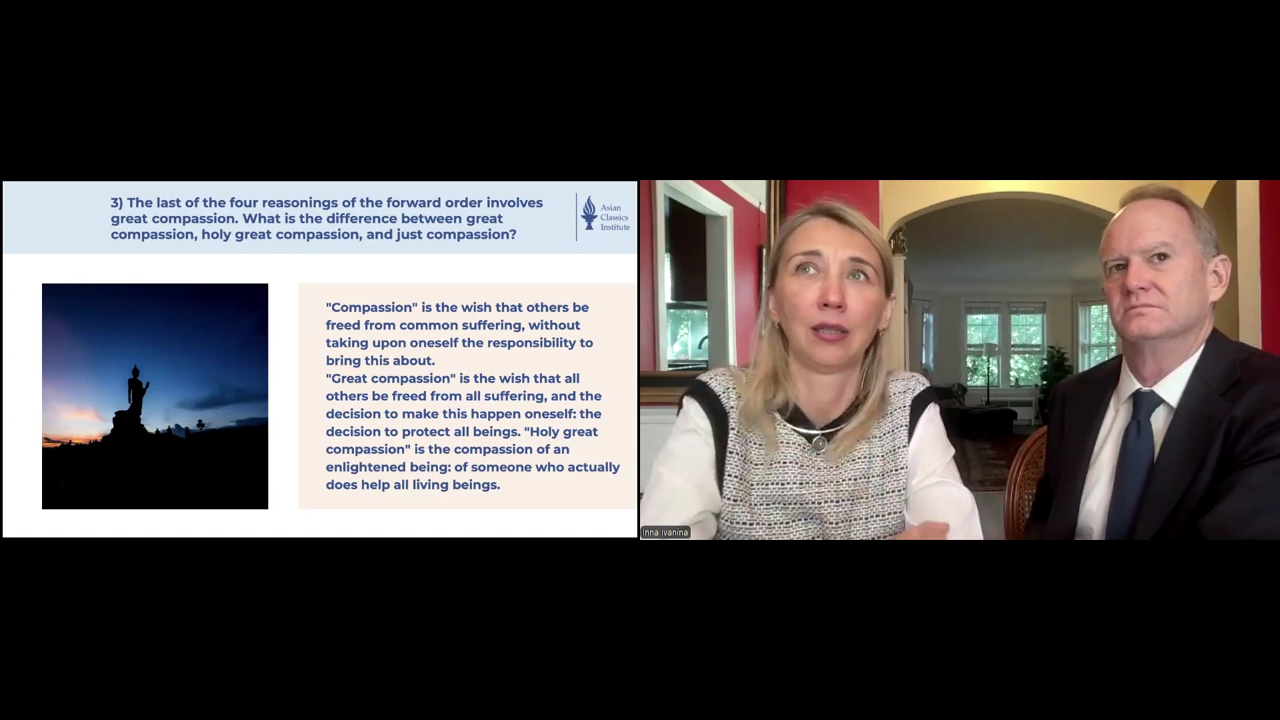 3) The last of the four reasonings of the forward order involves
great compassion. What is the difference between great
compassion, holy great compassion, and just compassion?
Asian
Classics
Institute
"Compassion" is the wish that others be
freed from common suffering, without
taking upon oneself the responsibility to
bring this about.
"Great compassion" is the wish that all
others be freed from all suffering, and the
decision to make this happen oneself: the
decision to protect all beings. "Holy great
compassion" is the compassion of an
enlightened being: of someone who actually
does help all living beings.
Inna Ivanina